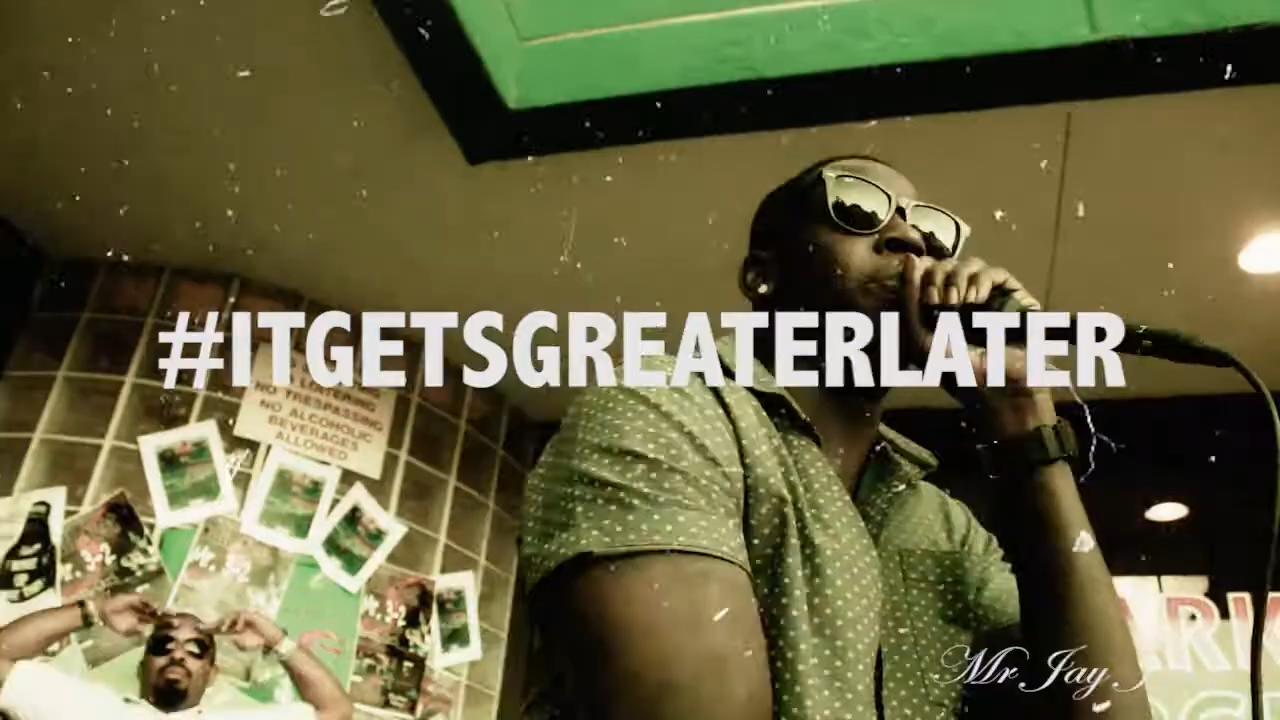 #ITGETSGREATERLATER
NO TRESPASSING
NO ALCOHOLIC
BEVERAGES
ALLOWED
Mr Jay